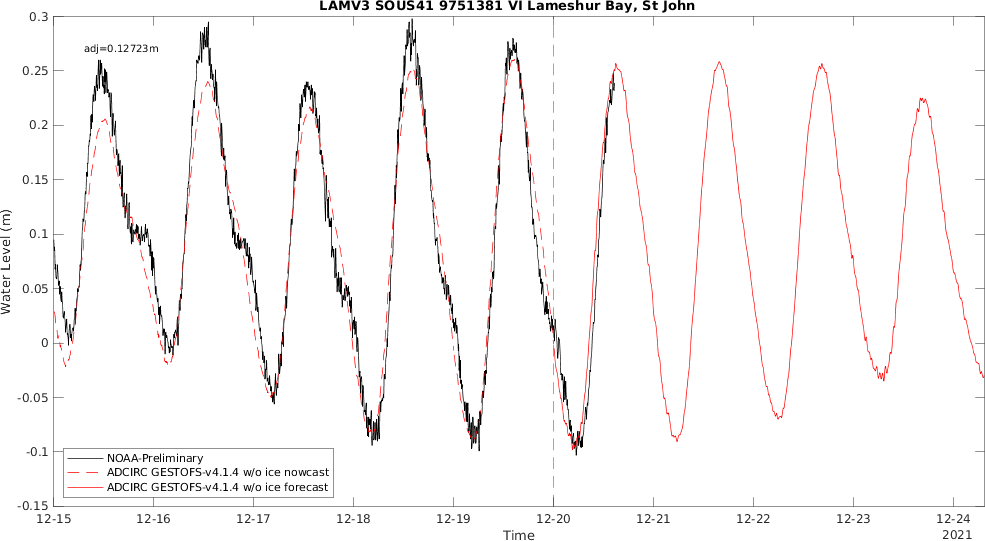 LAMV3 SOUS41 9751381 VI Lameshur Bay, St John
adj=0.12723m
0.3
0.25
0.2
0.15
0.1
0.05
0
-0.05
-0.1
-0.15
Water Level (m)
NOAA-Preliminary
ADCIRC GESTOFS-v4.1.4 w/o ice nowcast
ADCIRC GESTOFS-v4.1.4 w/o ice forecast
12-15 12-16 12-17 12-18 12-19 12-20 12-21 12-22 12-23 12-24
Time
2021